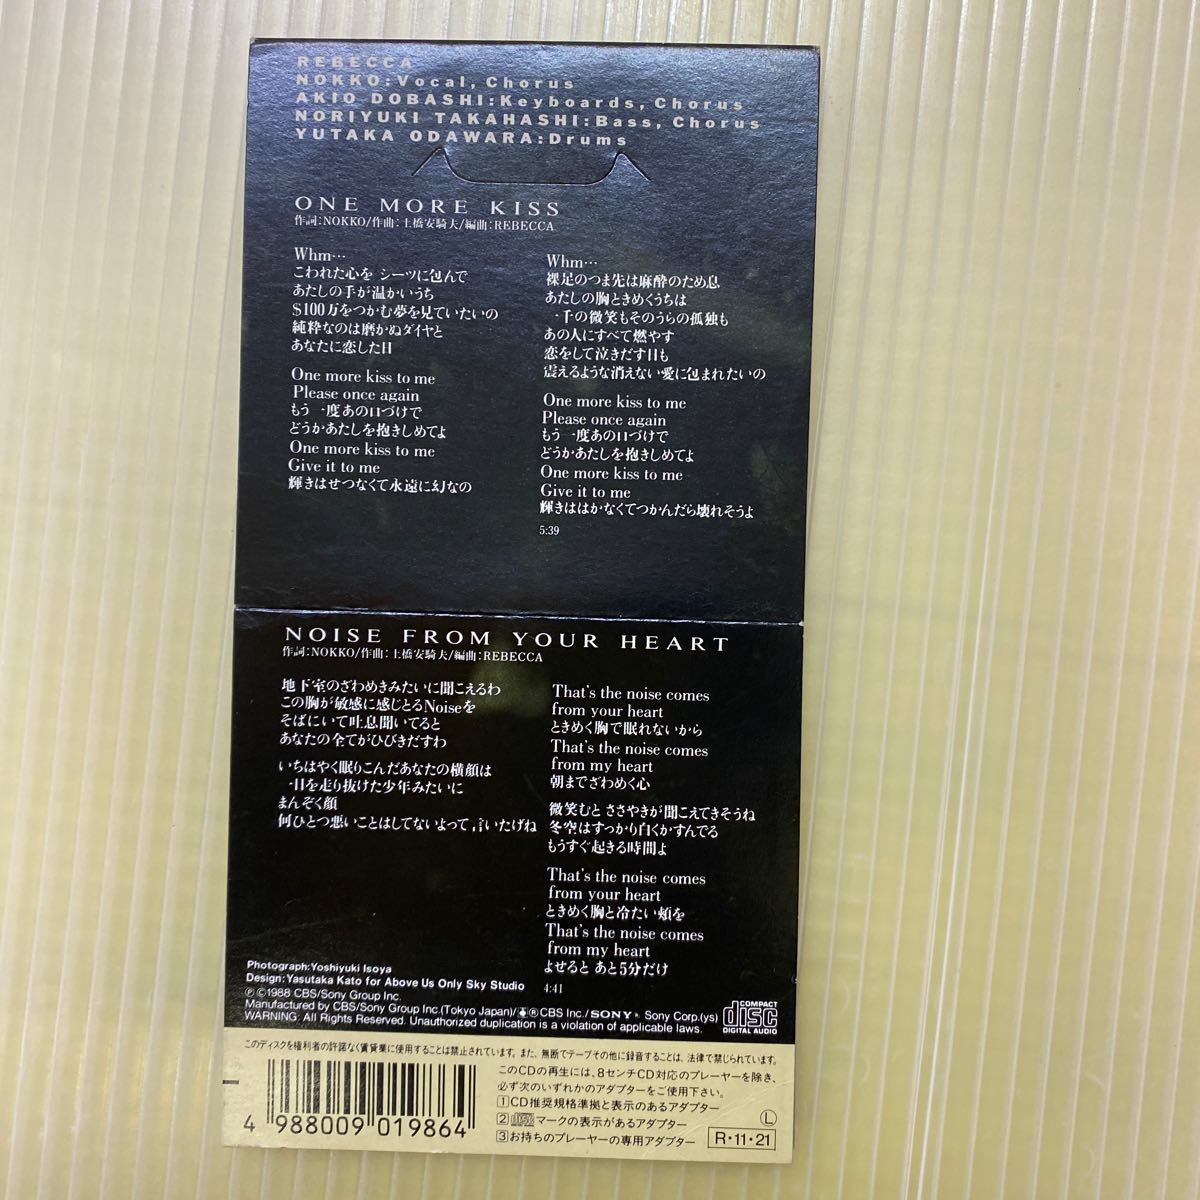 REBECCA
NOKKO:Vocal, Chorus
AKIO DOBASHI:Keyboards, Chorus
NORIYUKI TAKAHASHI:Bass, Chorus
YUTAKA ODAWARA:Drums
ONE MORE KISS
作詞:NOKKO/作曲:土橋安騎夫/編曲:REBECCA
Whm…
こわれた心を シーツに包んで
あたしの手が温かいうち
$100万をつかむ夢を見ていたいの
純粋なのは磨かぬダイヤと
あなたに恋した日
One more kiss to me
Please once again
もう一度あの口づけで
どうかあたしを抱きしめてよ
One more kiss to me
Give it to me
輝きはせつなくて永遠に幻なの
Whm…
裸足のつま先は麻酔のため息
あたしの胸ときめくうちは
千の微笑もそのうらの孤独も
あの人にすべて燃やす
恋をして泣きだす日も
震えるような消えない愛に包まれたいの
One more kiss to me
Please once again
もう一度あの口づけで
どうかあたしを抱きしめてよ
One more kiss to me
Give it to me
輝きははかなくてつかんだら壊れそうよ
5:39
NOISE FROM YOUR HEART
作詞:NOKKO/作曲:土橋安騎夫/編曲:REBECCA
地下室のざわめきみたいに聞こえるわ
この胸が敏感に感じとるNoiseを
そばにいて吐息聞いてると
あなたの全てがひびきだすわ
いちはやく眠りこんだあなたの横顔は
一日を走り抜けた少年みたいに
まんぞく顔
何ひとつ悪いことはしてないよって言いたげね
That's the noise comes
from your heart
ときめく胸で眠れないから
That's the noise comes
from my heart
朝までざわめく心
微笑むと ささやきが聞こえてきそうね
冬空はすっかり白くかすんでる
もうすぐ起きる時間よ
That's the noise comes
from your heart
ときめく胸と冷たい頬を
That's the noise comes
from my heart
よせると あと5分だけ
4:41
Photograph:Yoshiyuki Isoya
Design:Yasutaka Kato for Above Us Only Sky Studio
Ⓟ©1988 CBS/Sony Group Inc.
Manufactured by CBS/Sony Group Inc.(Tokyo Japan)/®CBS Inc./SONY® Sony Corp.(ys)
WARNING: All Rights Reserved. Unauthorized duplication is a violation of applicable laws.
COMPACT
disc
DIGITAL AUDIO
このディスクを権利者の許諾なく賃貸業に使用することは禁止されています。また、無断でテープその他に録音することは、法律で禁じられています。
このCDの再生には、8センチCD対応のプレーヤーを除き、
必ず次のいずれかのアダプターをご使用下さい。
1 CD推奨規格準拠と表示のあるアダプター
2 マークの表示があるアダプター
3 お持ちのプレーヤーの専用アダプター
Ⓛ
R・11・21
4 988009 019864